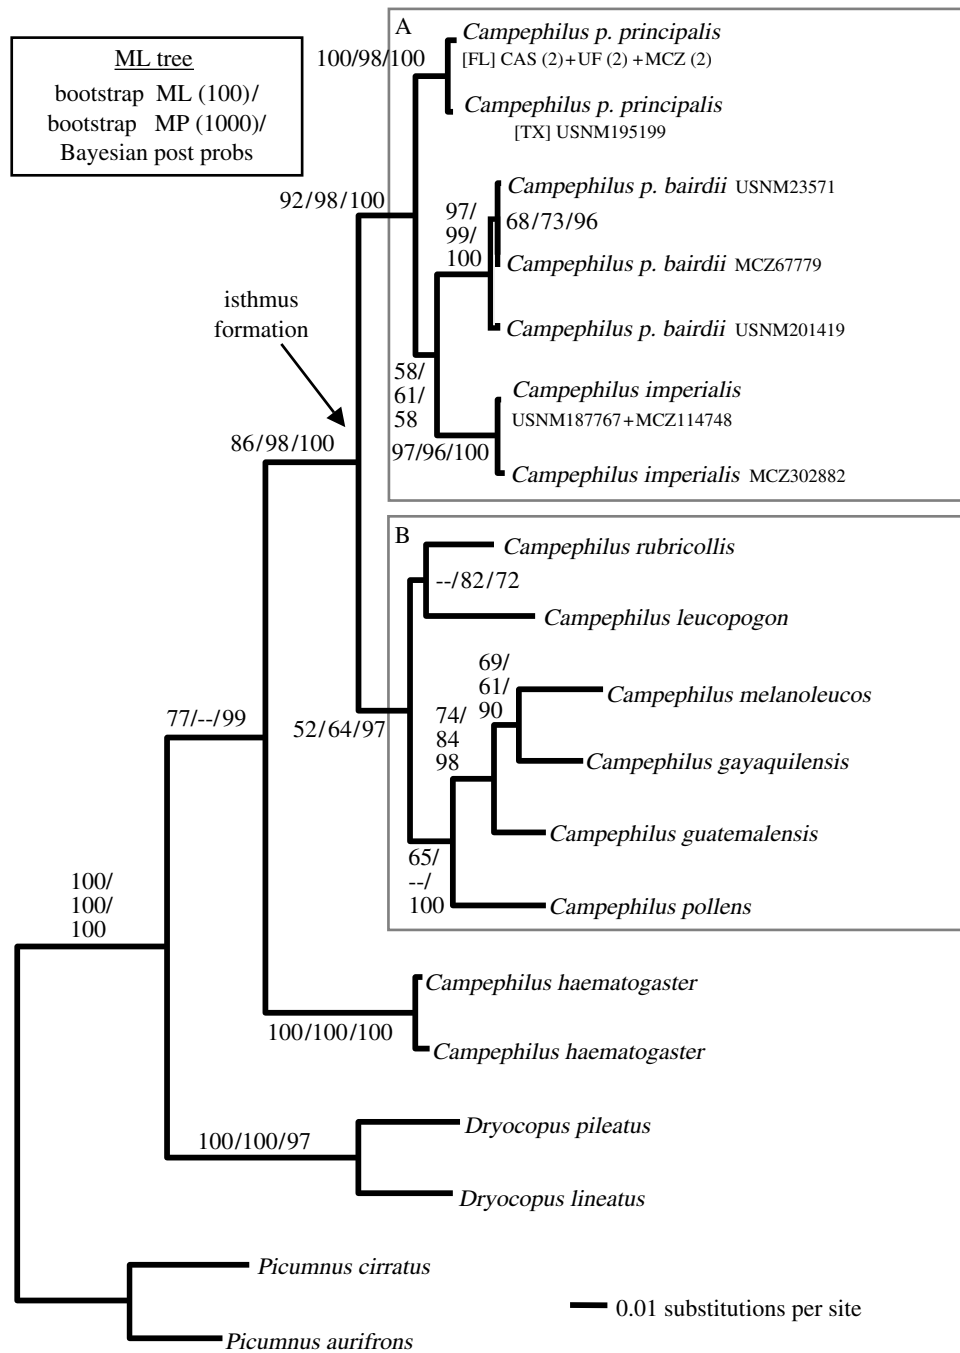 ML tree
bootstrap ML (100)/
bootstrap MP (1000)/
Bayesian post probs
A
Campephilus p. principalis
[FL] CAS (2)+UF (2) +MCZ (2)
100/98/100
Campephilus p. principalis
[TX] USNM195199
92/98/100
Campephilus p. bairdii USNM23571
97/
99/
100
68/73/96
Campephilus p. bairdii MCZ67779
isthmus
formation
Campephilus p. bairdii USNM201419
58/
61/
58
Campephilus imperialis
USNM187767+MCZ114748
86/98/100
97/96/100
Campephilus imperialis MCZ302882
B
Campephilus rubricollis
--/82/72
Campephilus leucopogon
69/
61/
90
Campephilus melanoleucos
77/--/99
52/64/97
74/
84
98
Campephilus gayaquilensis
Campephilus guatemalensis
65/
--/
100
Campephilus pollens
100/
100/
100
Campephilus haematogaster
100/100/100
Campephilus haematogaster
Dryocopus pileatus
100/100/97
Dryocopus lineatus
Picumnus cirratus
0.01 substitutions per site
Picumnus aurifrons